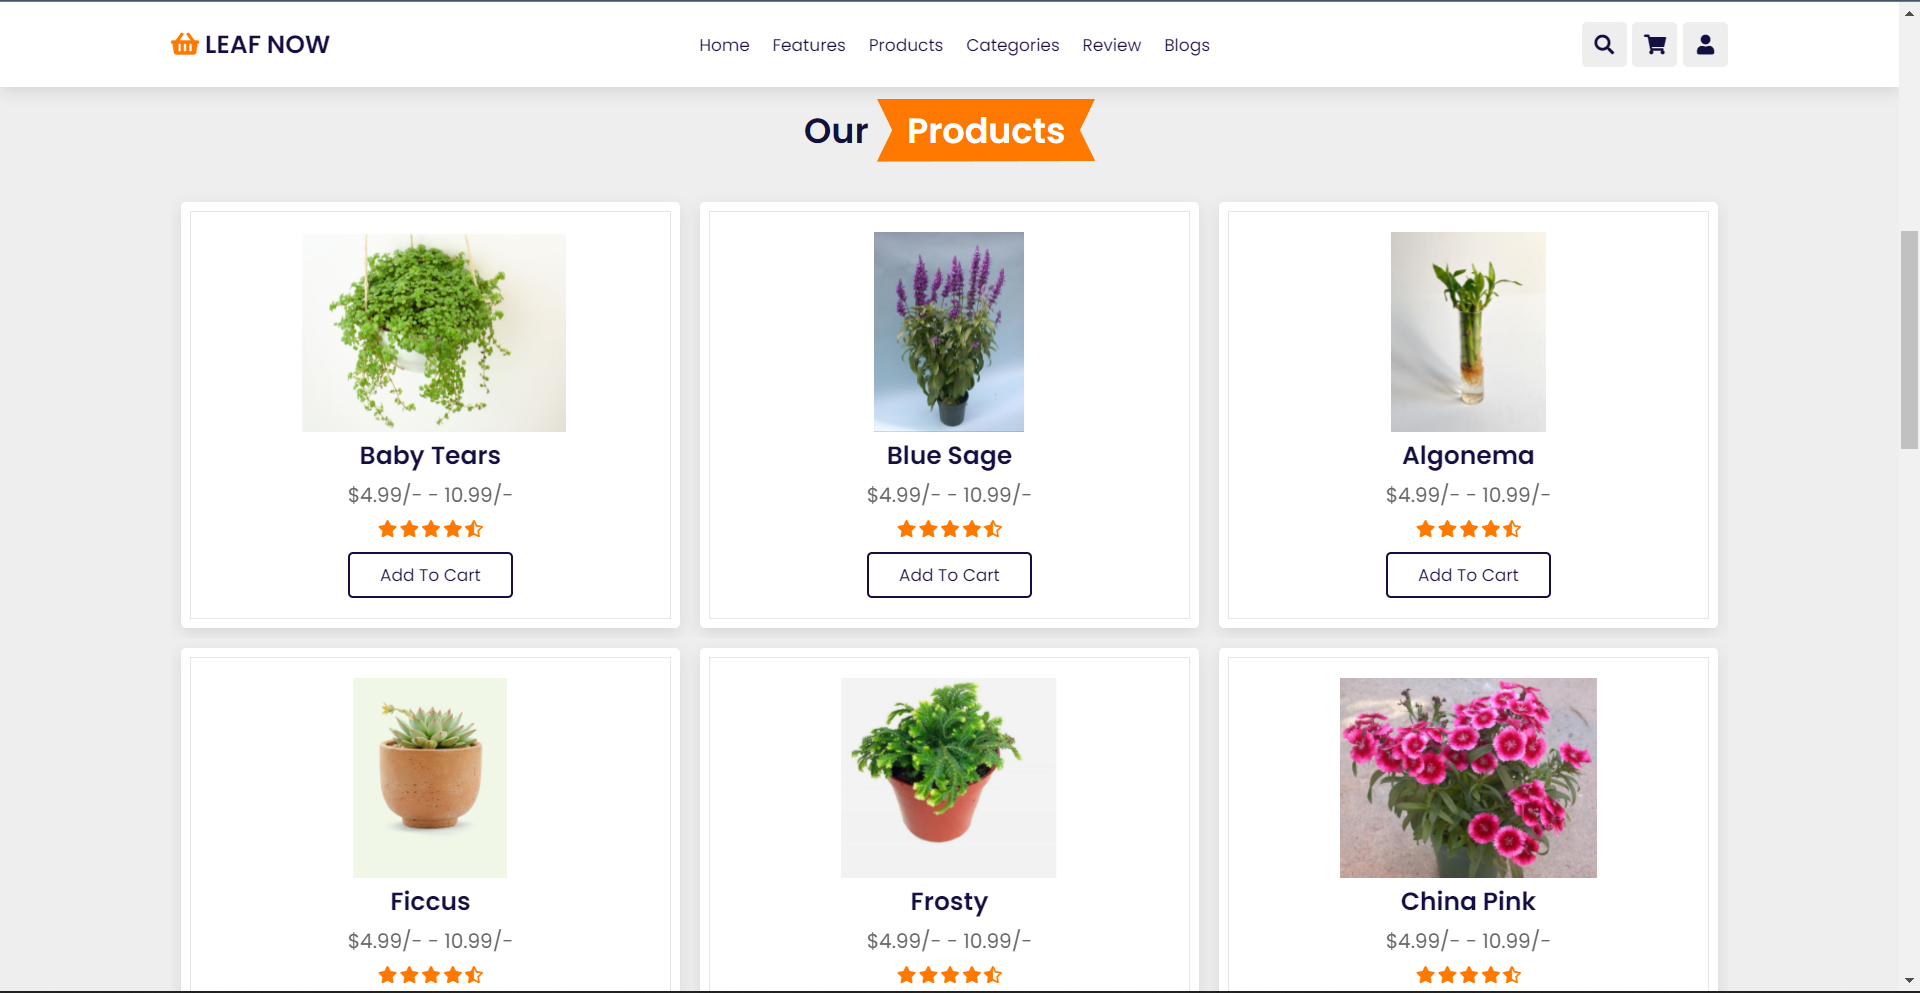 LEAF NOW
Home Features Products Categories Review Blogs
Our Products
Baby Tears
$4.99/- - 10.99/-
Add To Cart
Blue Sage
$4.99/- - 10.99/-
Add To Cart
Algonema
$4.99/- - 10.99/-
Add To Cart
Ficcus
$4.99/- - 10.99/-
Frosty
$4.99/- - 10.99/-
China Pink
$4.99/- - 10.99/-